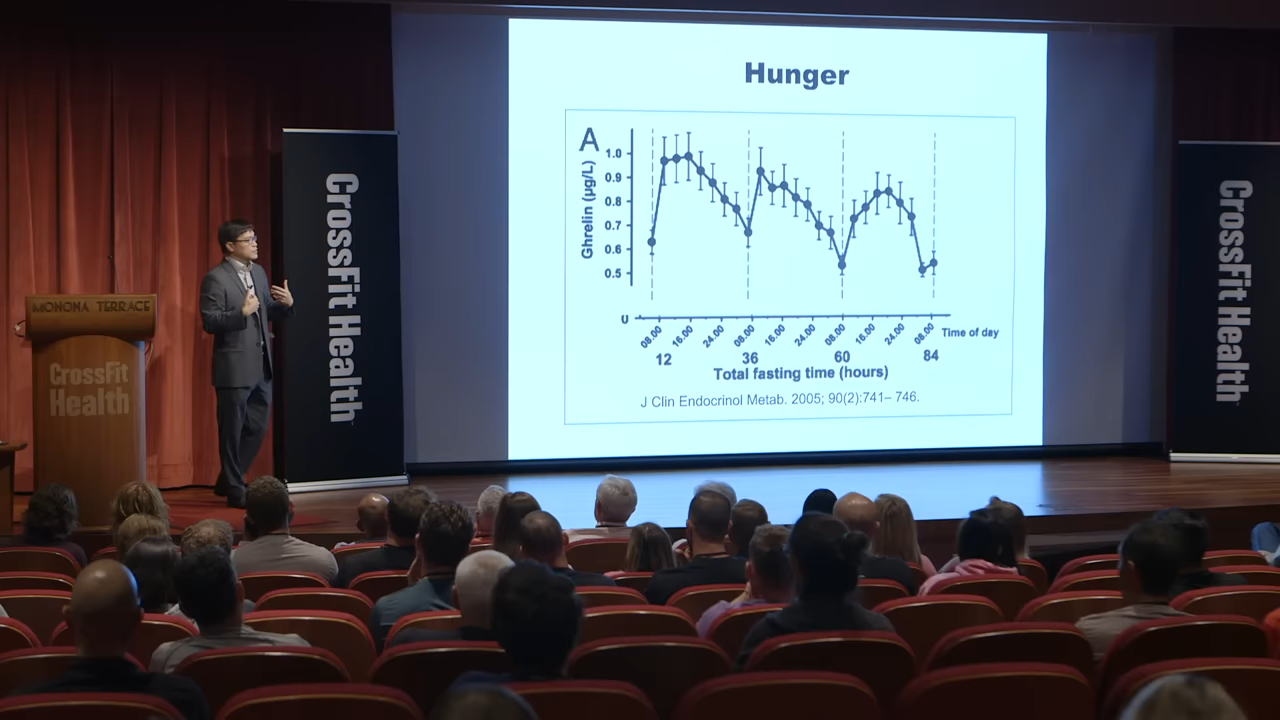 Hunger
A
1.0
0.9
0.8
0.7
0.6
0.5
0
Ghrelin (µg/L)
08.00 16.00 24.00 08.00 16.00 24.00 08.00 16.00 24.00 08.00
Time of day
12 36 60 84
Total fasting time (hours)
J Clin Endocrinol Metab. 2005; 90(2):741– 746.
CrossFit Health
CrossFit Health
MONONA TERRACE
CrossFit
Health